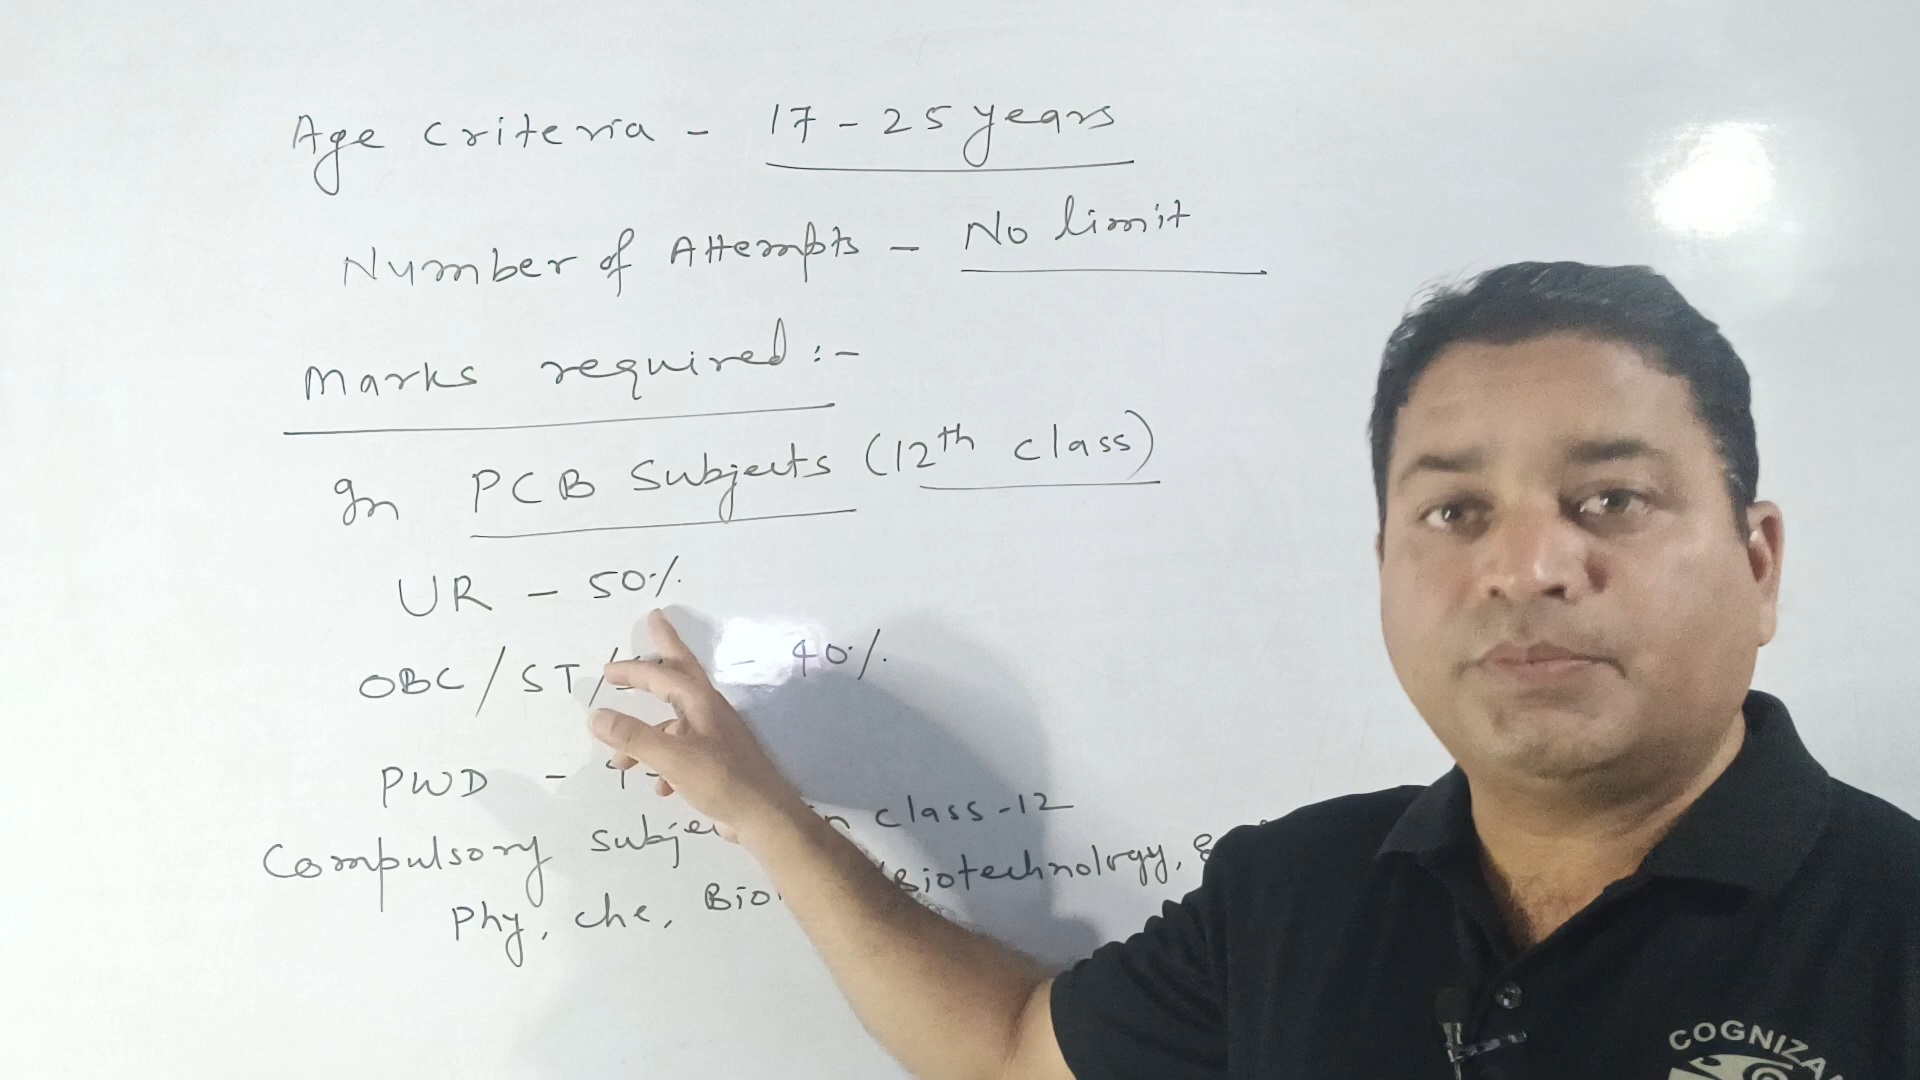 Age criteria - 17-25 years
Number of Attempts - No limit
Marks required :-
In PCB Subjects (12th class)
UR - 50%
OBC/ST/ - 40%
PWD - 
Compulsory in class-12
Phy, che, Biotechnology, &